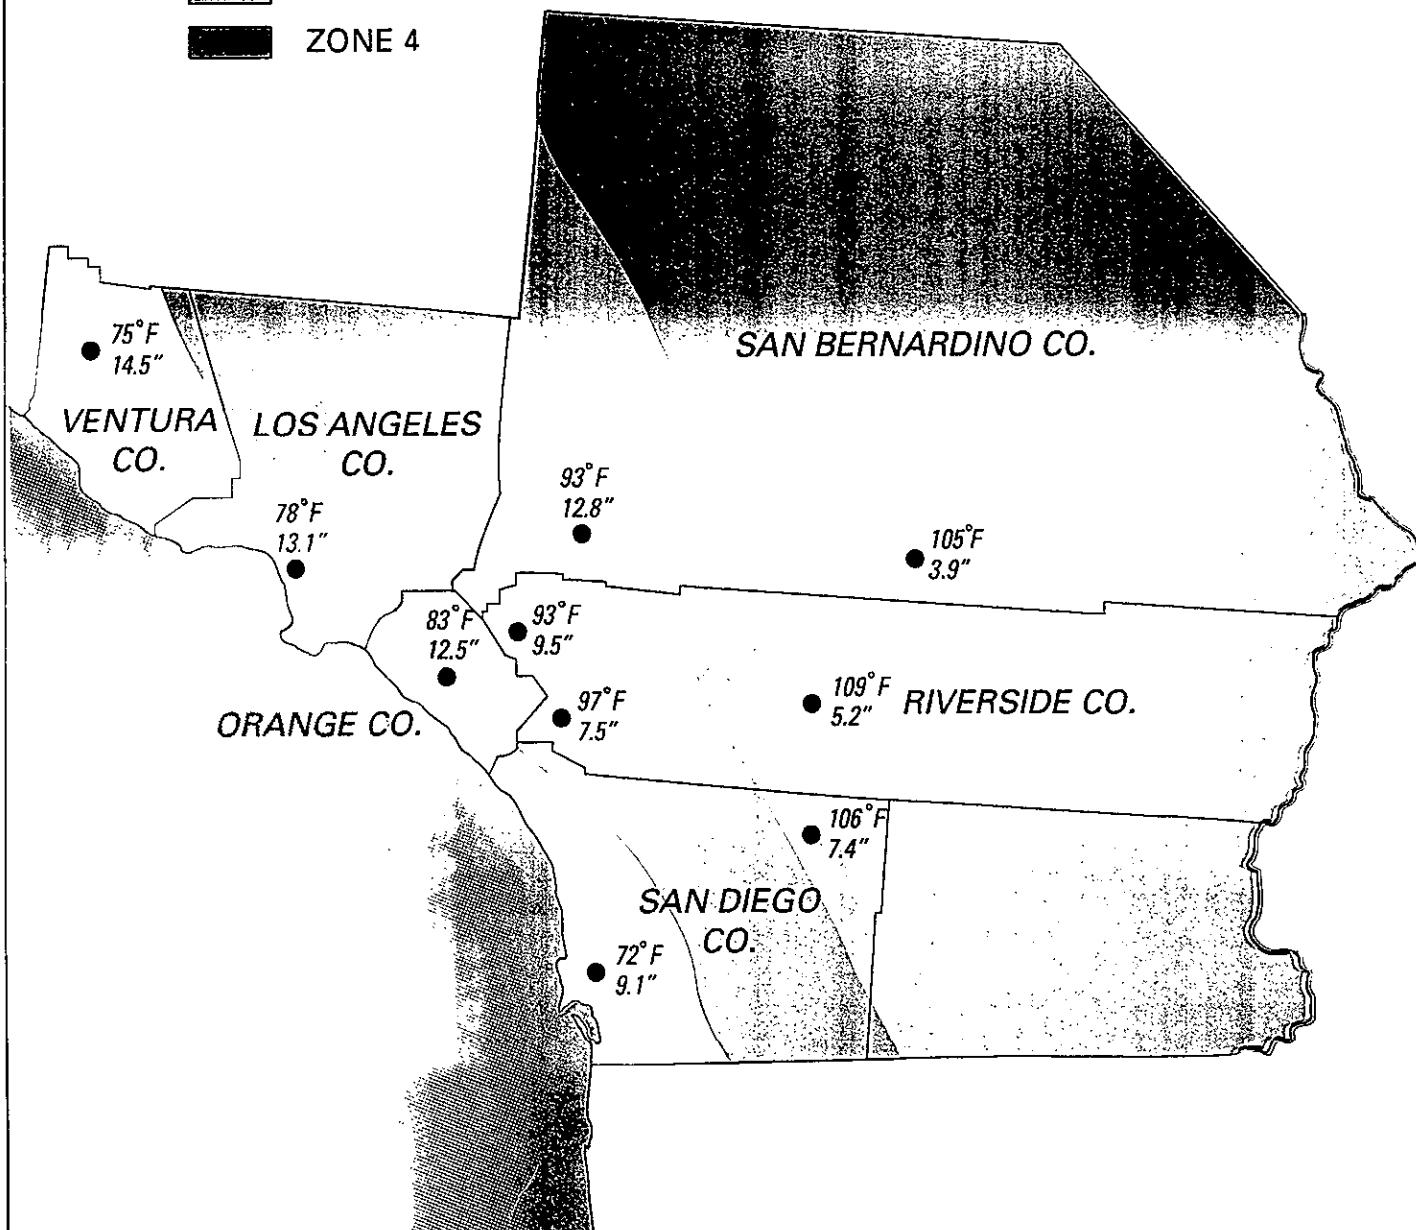 ZONE 4
SAN BERNARDINO CO.
75°F
14.5"
VENTURA
CO.
LOS ANGELES
CO.
78°F
13.1"
93°F
12.8"
105°F
3.9"
83°F
12.5"
93°F
9.5"
97°F
7.5"
109°F
5.2"
RIVERSIDE CO.
ORANGE CO.
106°F
7.4"
SAN DIEGO
CO.
72°F
9.1"